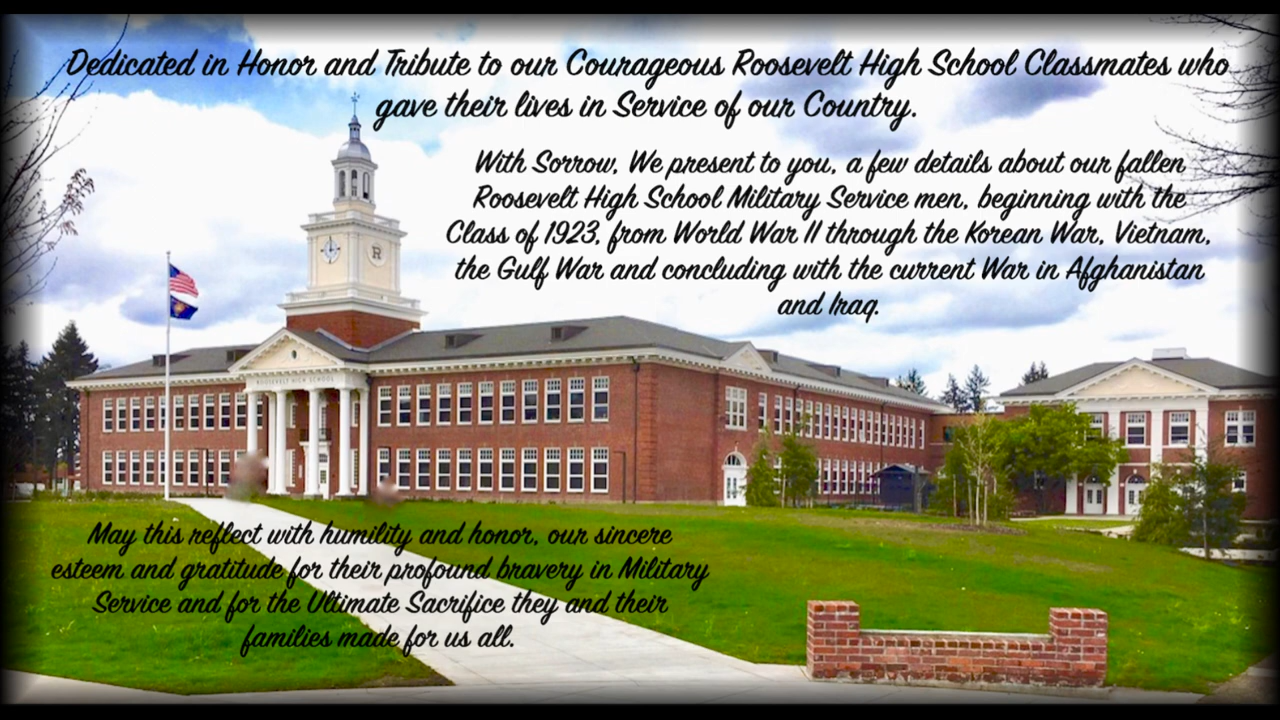 Dedicated in Honor and Tribute to our Courageous Roosevelt High School Classmates who
gave their lives in Service of our Country.
With Sorrow, We present to you, a few details about our fallen
Roosevelt High School Military Service men, beginning with the
Class of 1923, from World War II through the Korean War, Vietnam,
the Gulf War and concluding with the current War in Afghanistan
and Iraq.
R
ROOSEVELT HIGH SCHOOL
May this reflect with humility and honor, our sincere
esteem and gratitude for their profound bravery in Military
Service and for the Ultimate Sacrifice they and their
families made for us all.